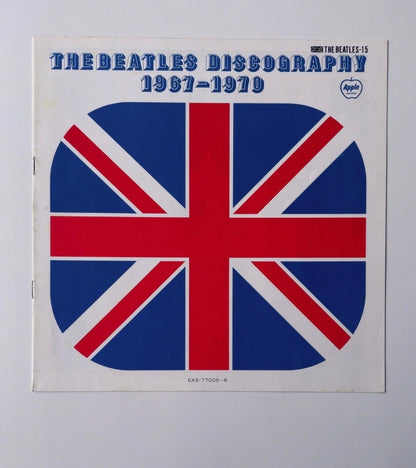 THE BEATLES-15
THE BEATLES DISCOGRAPHY
1967-1970
Apple
EAS-77005~6